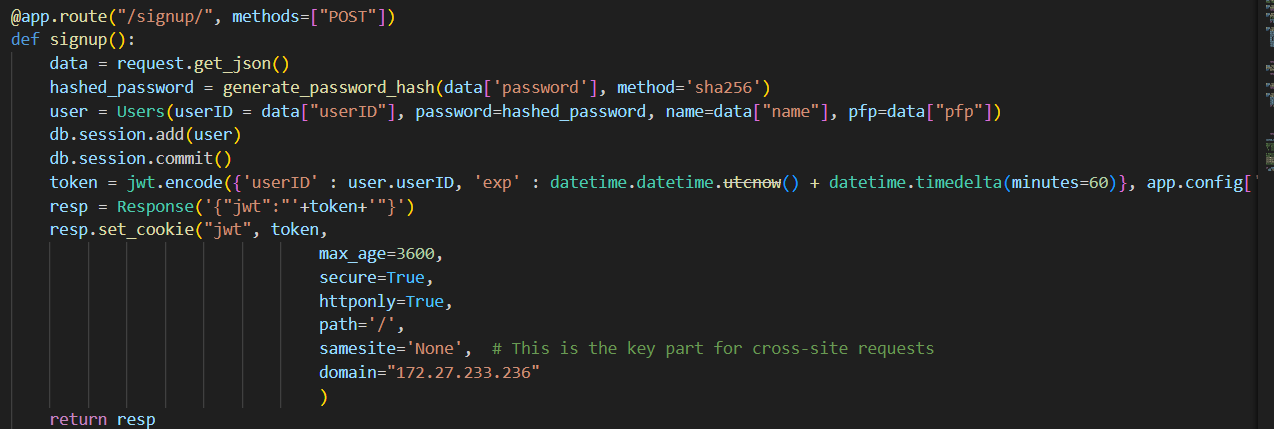 @app.route("/signup/", methods=["POST"])
def signup():
    data = request.get_json()
    hashed_password = generate_password_hash(data['password'], method='sha256')
    user = Users(userID = data["userID"], password=hashed_password, name=data["name"], pfp=data["pfp"])
    db.session.add(user)
    db.session.commit()
    token = jwt.encode({'userID' : user.userID, 'exp' : datetime.datetime.utcnow() + datetime.timedelta(minutes=60)}, app.config['
    resp = Response('{"jwt":"'+token+'"}')
    resp.set_cookie("jwt", token,
                            max_age=3600,
                            secure=True,
                            httponly=True,
                            path='/',
                            samesite='None',  # This is the key part for cross-site requests
                            domain="172.27.233.236"
                            )
    return resp